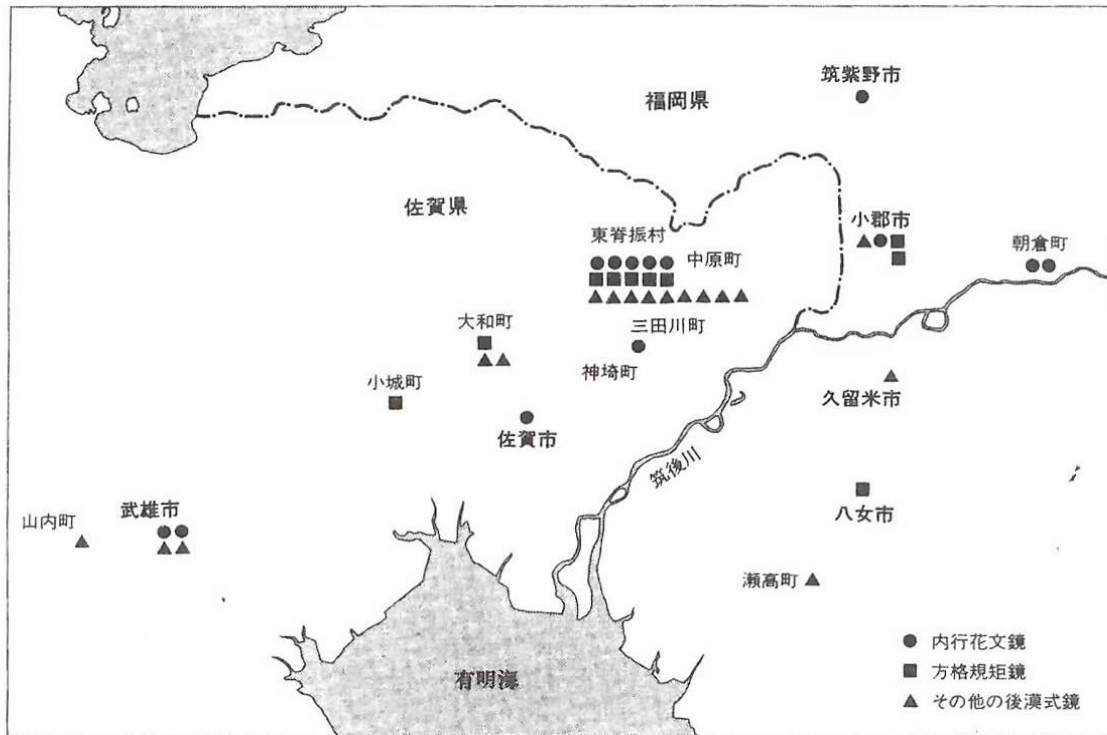 筑紫野市
福岡県
佐賀県
小郡市
東脊振村
朝倉町
中原町
大和町
三田川町
神埼町
小城町
久留米市
佐賀市
筑後川
山内町
武雄市
八女市
瀬高町
有明海
内行花文鏡
方格規矩鏡
その他の後漢式鏡